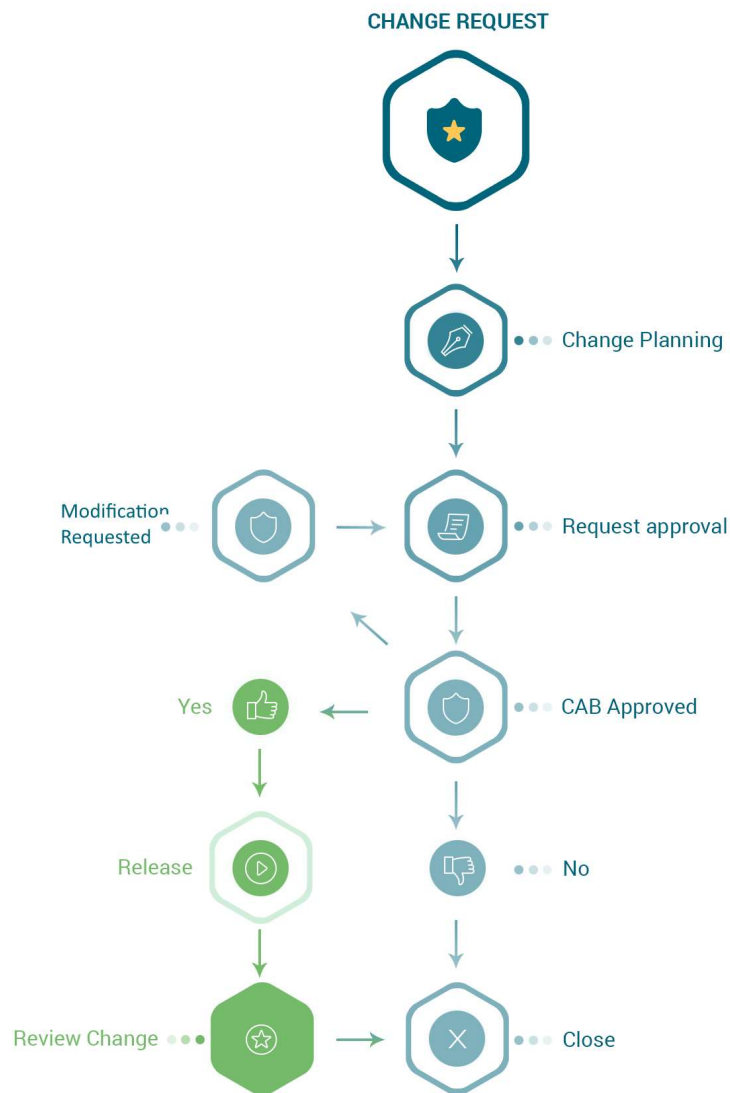 CHANGE REQUEST
Change Planning
Modification
Requested
Request approval
Yes
CAB Approved
Release
No
Review Change
Close